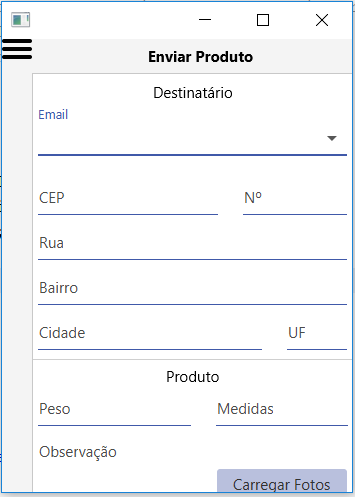 Enviar Produto
Destinatário
Email
CEP Nº
Rua
Bairro
Cidade UF
Produto
Peso Medidas
Observação
Carregar Fotos